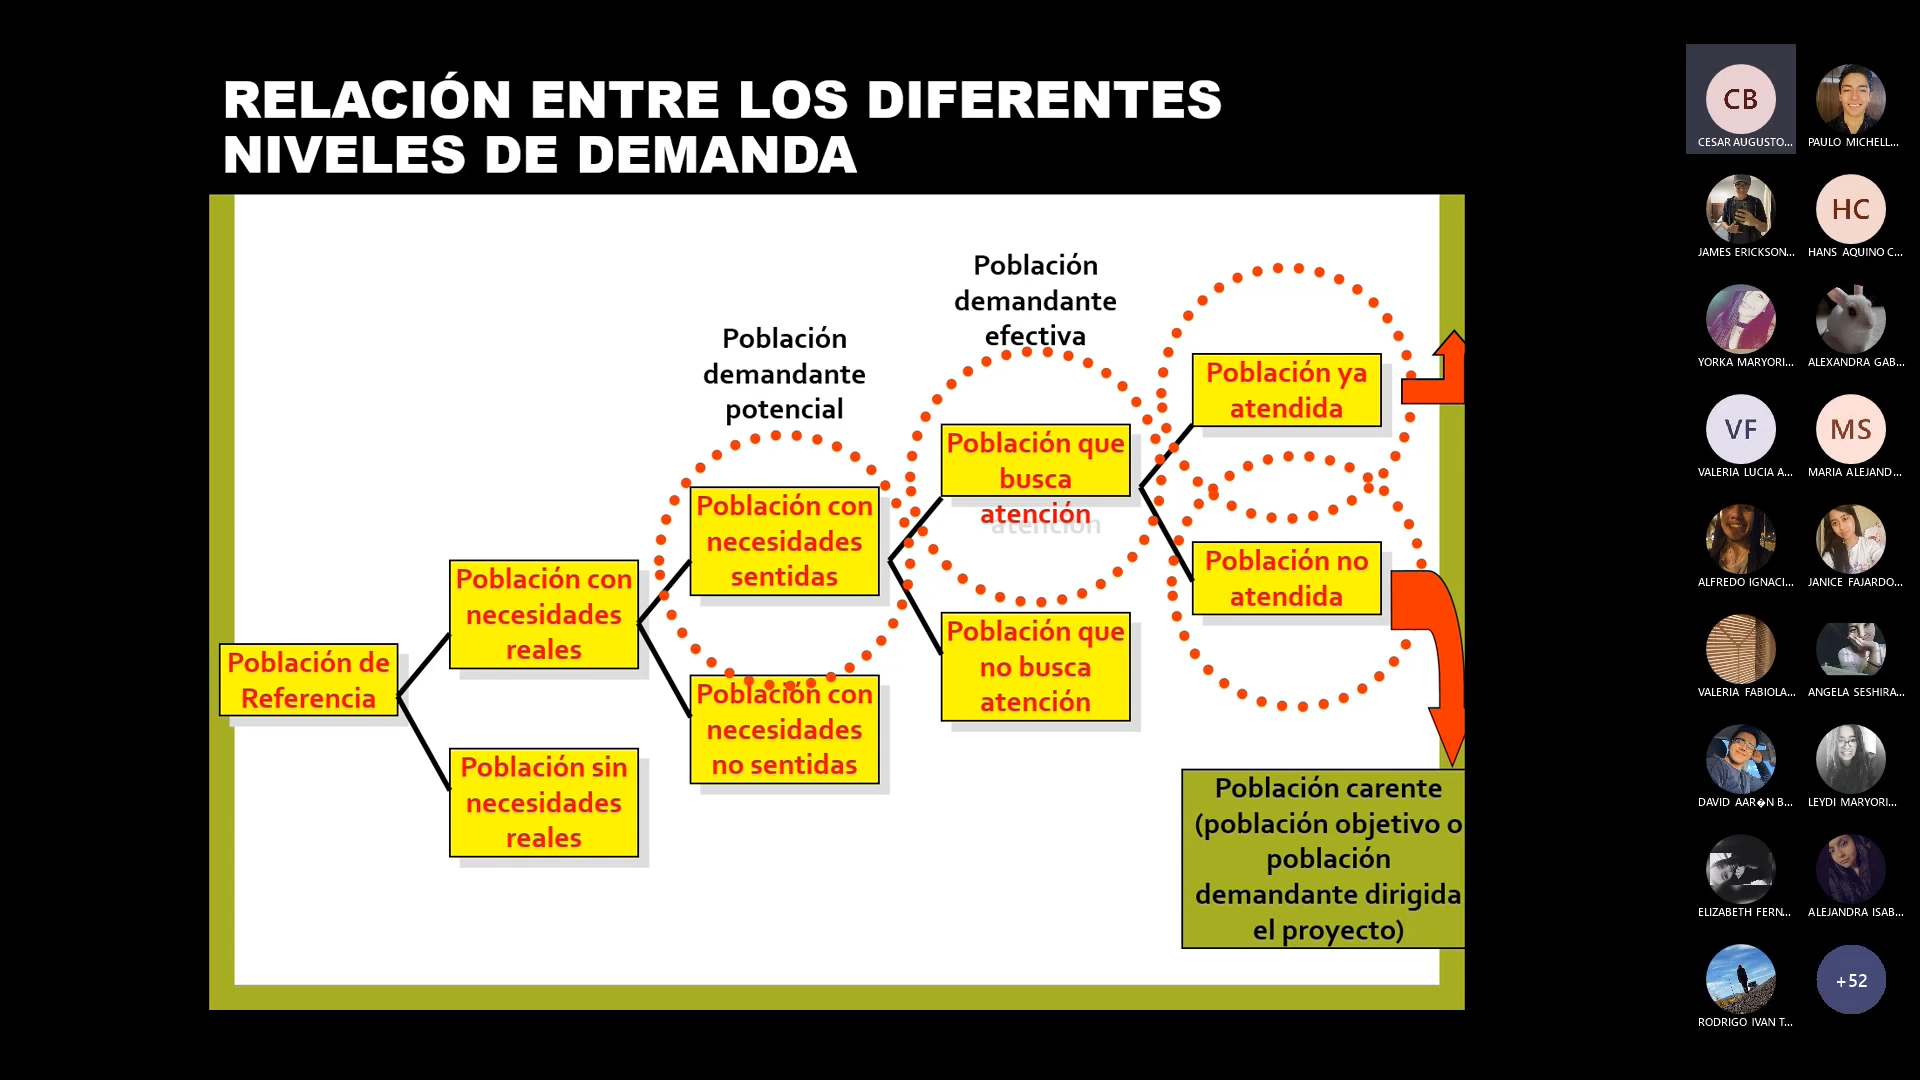 RELACIÓN ENTRE LOS DIFERENTES
NIVELES DE DEMANDA
Población
demandante
efectiva
Población
demandante
potencial
Población ya
atendida
Población que
busca
atención
Población con
necesidades
sentidas
Población no
atendida
Población con
necesidades
reales
Población que
no busca
atención
Población de
Referencia
Población con
necesidades
no sentidas
Población sin
necesidades
reales
Población carente
(población objetivo o
población
demandante dirigida
el proyecto)
CB
CESAR AUGUSTO...
PAULO MICHELL...
JAMES ERICKSON...
HC
HANS AQUINO C...
YORKA MARYORI...
ALEXANDRA GAB...
VF
VALERIA LUCIA A...
MS
MARIA ALEJAND...
ALFREDO IGNACI...
JANICE FAJARDO...
VALERIA FABIOLA...
ANGELA SESHIRA...
DAVID AAR�N B...
LEYDI MARYORI...
ELIZABETH FERN...
ALEJANDRA ISAB...
RODRIGO IVAN T...
+52